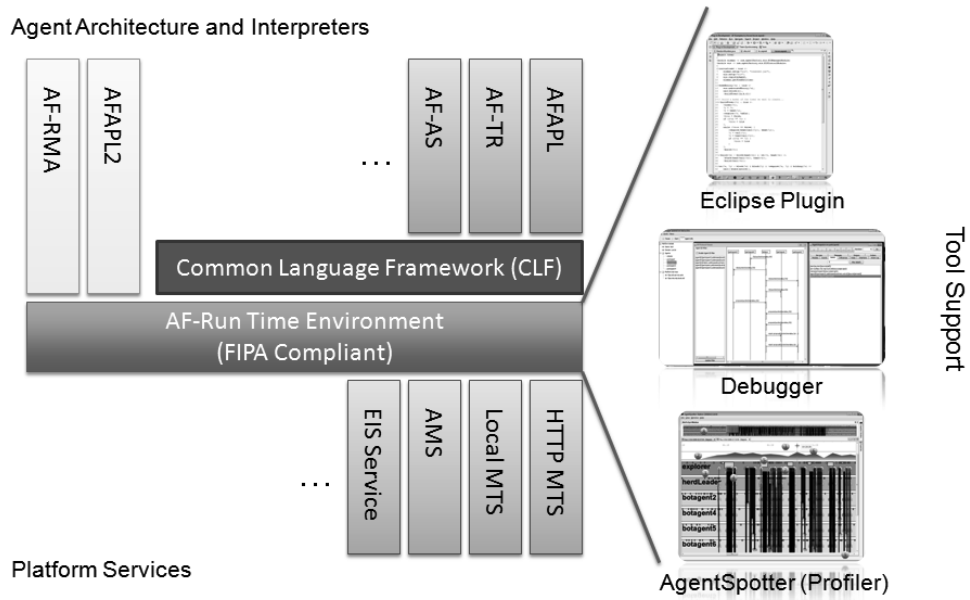 Agent Architecture and Interpreters
AF-RMA
AFAPL2
...
AF-AS
AF-TR
AFAPL
Common Language Framework (CLF)
AF-Run Time Environment
(FIPA Compliant)
EIS Service
AMS
Local MTS
HTTP MTS
...
Platform Services
Eclipse Plugin
Debugger
explorer
herdLeader
botagent2
botagent4
botagent5
botagent6
AgentSpotter (Profiler)
Tool Support